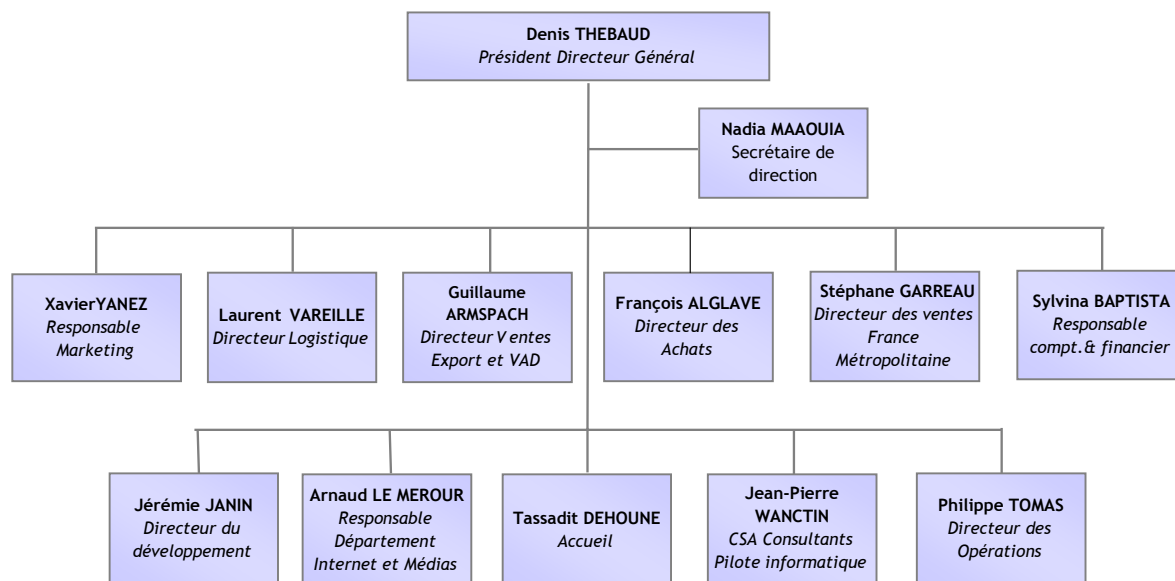 Denis THEBAUD
Président Directeur Général
Nadia MAAOUIA
Secrétaire de
direction
XavierYANEZ
Responsable
Marketing
Laurent VAREILLE
Directeur Logistique
Guillaume
ARMSPACH
Directeur Ventes
Export et VAD
François ALGLAVE
Directeur des
Achats
Stéphane GARREAU
Directeur des ventes
France
Métropolitaine
Sylvina BAPTISTA
Responsable
compt.& financier
Jérémie JANIN
Directeur du
développement
Arnaud LE MEROUR
Responsable
Département
Internet et Médias
Tassadit DEHOUNE
Accueil
Jean-Pierre
WANCTIN
CSA Consultants
Pilote informatique
Philippe TOMAS
Directeur des
Opérations